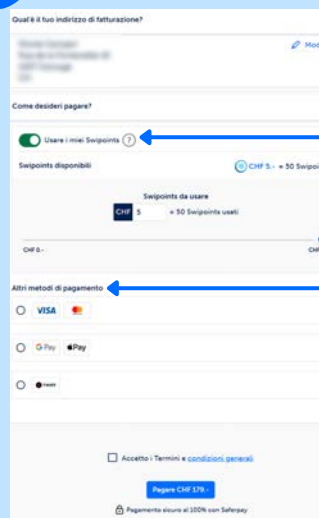 Qual è il tuo indirizzo di fatturazione?
Mod
Come desideri pagare?
Usare i miei Swipoints ?
Swipoints disponibili CHF 5.- = 50 Swipoi
Swipoints da usare
CHF 5 = 50 Swipoints usati
CHF 0.- CHF
Altri metodi di pagamento
VISA
G Pay Pay
Accetto i Termini e condizioni generali
Pagare CHF 179.-
Pagamento sicuro al 100% con Saferpay